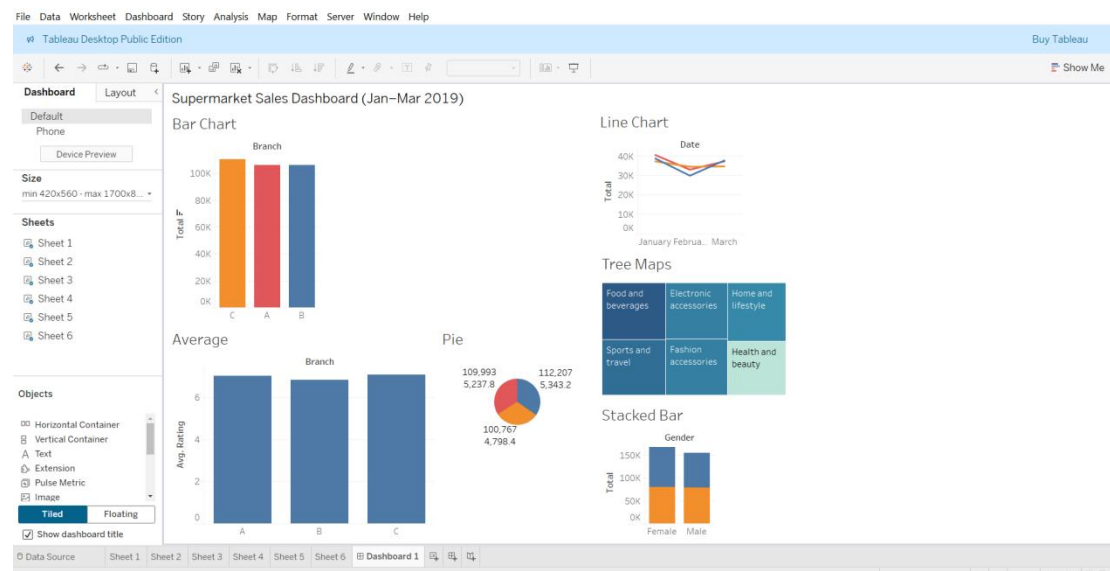 File Data Worksheet Dashboard Story Analysis Map Format Server Window Help
Tableau Desktop Public Edition
Buy Tableau
Show Me
Dashboard Layout
Default
Phone
Device Preview
Size
min 420x560 - max 1700x8...
Sheets
Sheet 1
Sheet 2
Sheet 3
Sheet 4
Sheet 5
Sheet 6
Objects
Horizontal Container
Vertical Container
A Text
Extension
Pulse Metric
Image
Tiled Floating
Show dashboard title
Supermarket Sales Dashboard (Jan–Mar 2019)
Bar Chart
Branch
Total F
100K
80K
60K
40K
20K
0K
C A B
Average
Branch
Avg. Rating
6
4
2
0
A B C
Pie
109,993
5,237.8
112,207
5,343.2
100,767
4,798.4
Line Chart
Date
Total
40K
30K
20K
10K
0K
January Februa.. March
Tree Maps
Food and
beverages
Electronic
accessories
Home and
lifestyle
Sports and
travel
Fashion
accessories
Health and
beauty
Stacked Bar
Gender
Total
150K
100K
50K
0K
Female Male
Data Source Sheet 1 Sheet 2 Sheet 3 Sheet 4 Sheet 5 Sheet 6 Dashboard 1